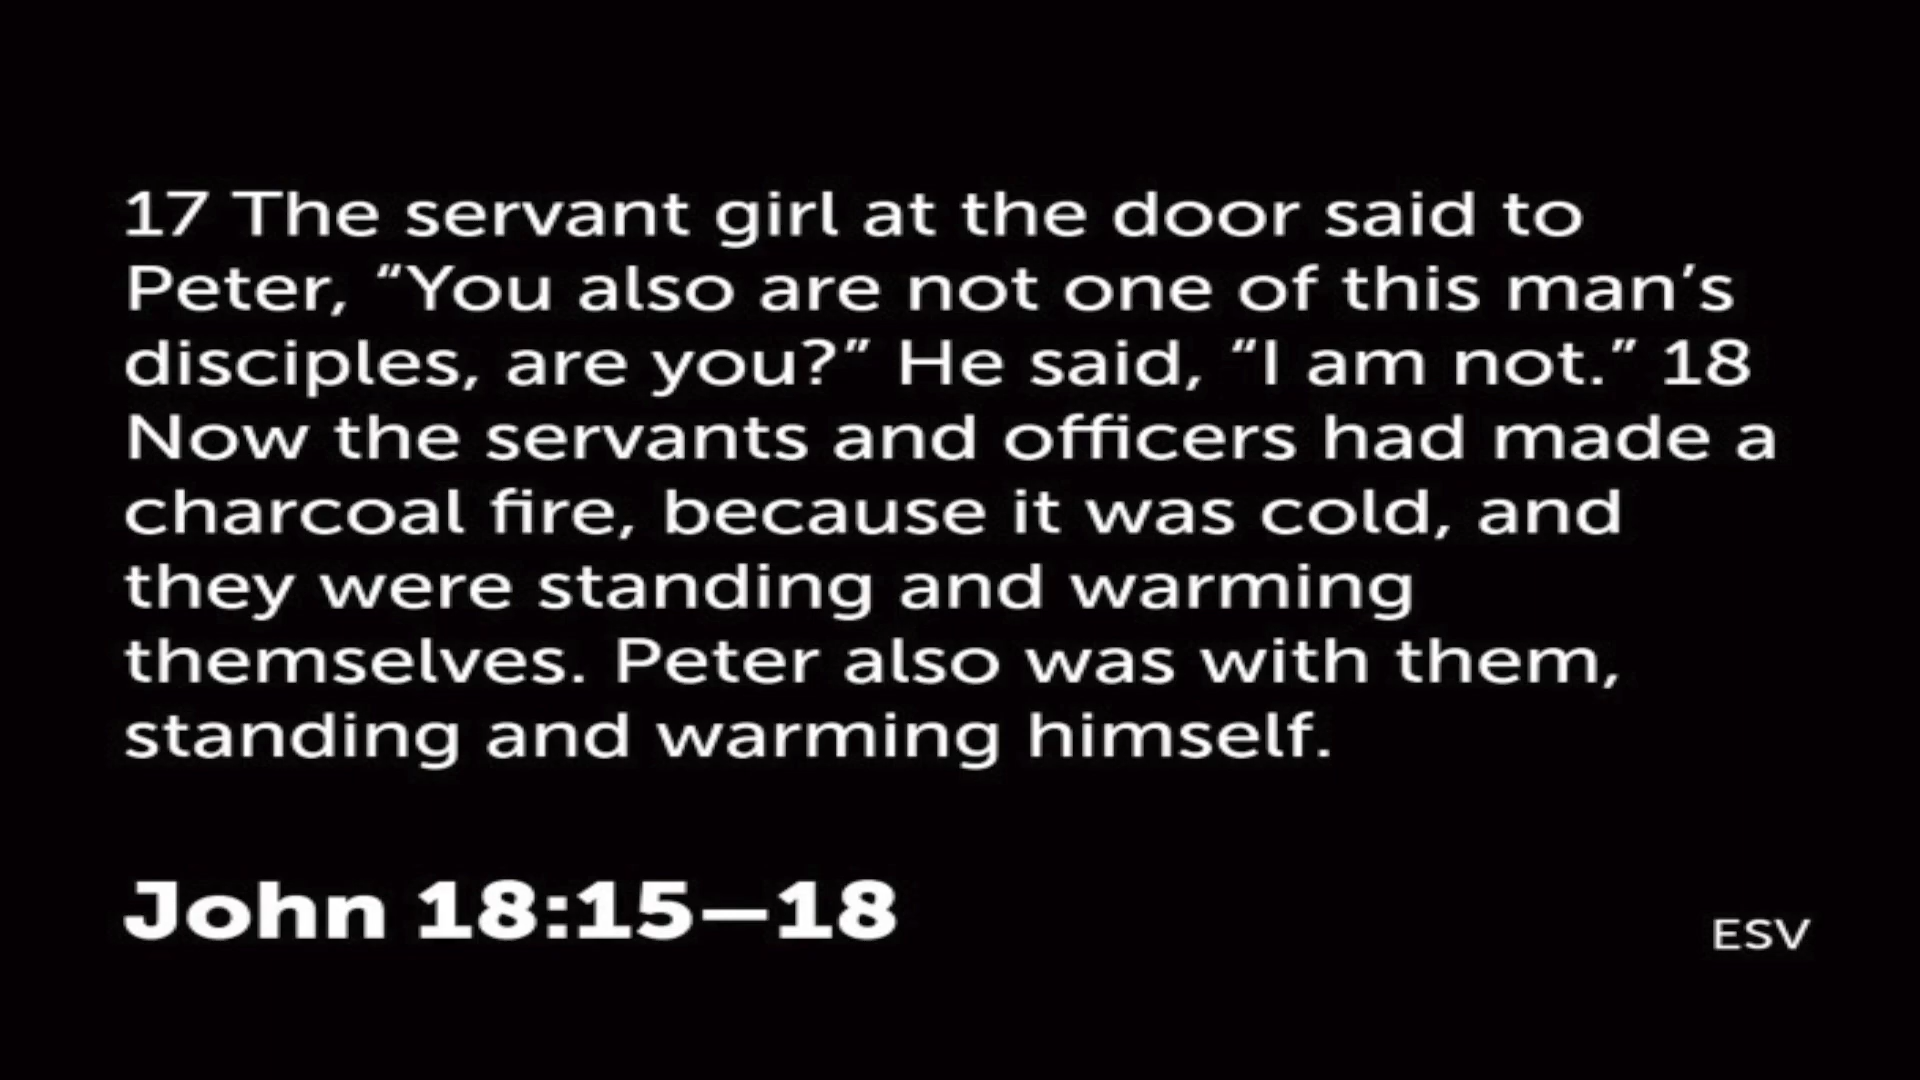 17 The servant girl at the door said to
Peter, “You also are not one of this man’s
disciples, are you?” He said, “I am not.” 18
Now the servants and officers had made a
charcoal fire, because it was cold, and
they were standing and warming
themselves. Peter also was with them,
standing and warming himself.
John 18:15–18
ESV